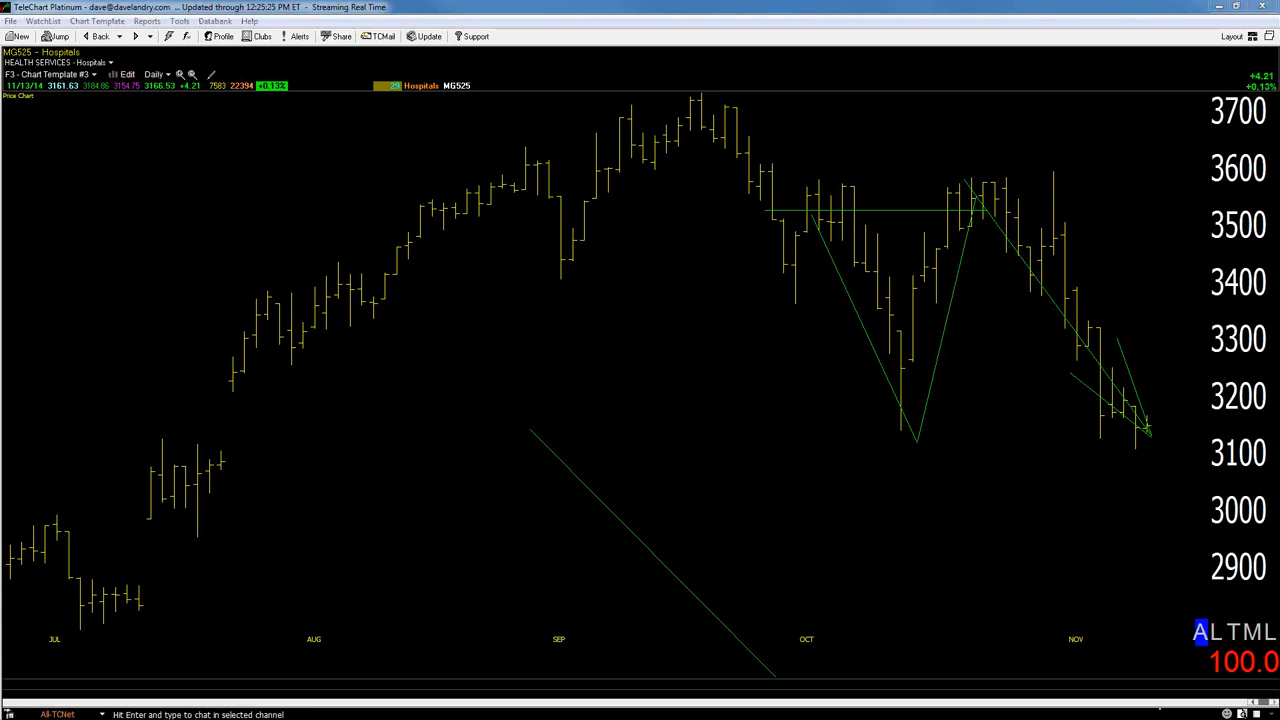 TeleChart Platinum - dave@davelandry.com ... Updated through 12:25:25 PM ET - Streaming Real Time
File WatchList Chart Template Reports Tools Databank Help
New Jump Back Profile Clubs Alerts Share TCMail Update Support Layout
MG525 - Hospitals
HEALTH SERVICES - Hospitals
F3 - Chart Template #3 Edit Daily +4.21
11/13/14 3161.63 3184.86 3154.75 3166.53 +4.21 7583 22394 +0.13% 29 Hospitals MG525 +0.13%
Price Chart
3700
3600
3500
3400
3300
3200
3100
3000
2900
ALTML
JUL AUG SEP OCT NOV
100.0
All-TCNet Hit Enter and type to chat in selected channel